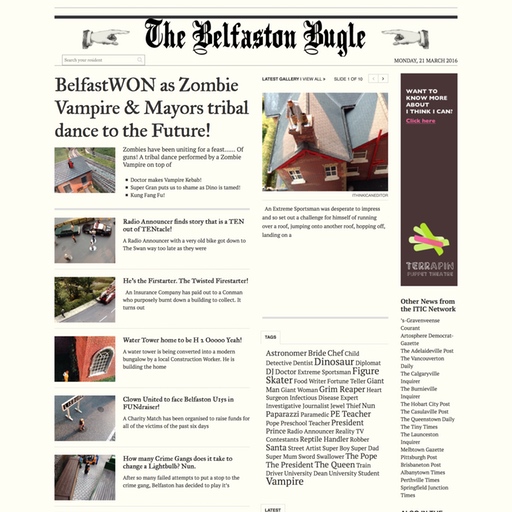 The Belfaston Bugle
Search your resident
MONDAY, 21 MARCH 2016
BelfastWON as Zombie
Vampire & Mayors tribal
dance to the Future!
Zombies have been uniting for a feast....... Of
guns! A tribal dance performed by a Zombie
Vampire on top of
Doctor makes Vampire Kebab!
Super Gran puts us to shame as Dino is tamed!
Kung Fang Fu!
Radio Announcer finds story that is a TEN
out of TENtacle!
A Radio Announcer with a very old bike got down to
The Swan way too late as they were
He's the Firstarter. The Twisted Firestarter!
An Insurance Company has paid out to a Conman
who purposely burnt down a building to collect. It
turns out
Water Tower home to be H 2 Ooooo Yeah!
A water tower is being converted into a modern
bungalow by a local Construction Worker. He is
building the home
Clown United to face Belfaston U1y1 in
FUNdraiser!
A Charity Match has been organised to raise funds for
all of the victims of the past six days
How many Crime Gangs does it take to
change a Lightbulb? Nun.
After so many failed attempts to put a stop to the
crime gang, Belfaston has decided to play it's
LATEST GALLERY | VIEW ALL »
SLIDE 1 OF 10
ITHINKICANEDITOR
An Extreme Sportsman was desperate to impress
and so set out a challenge for himself of running
over a roof, jumping onto another roof, hopping off,
landing on a
TAGS
Astronomer Bride Chef Child
Detective Dentist Dinosaur Diplomat
DJ Doctor Extreme Sportsman Figure
Skater Food Writer Fortune Teller Giant
Man Giant Woman Grim Reaper Heart
Surgeon Infectious Disease Expert
Investigative Journalist Jewel Thief Nun
Paparazzi Paramedic PE Teacher
Pope Preschool Teacher President
Prince Radio Announcer Reality TV
Contestants Reptile Handler Robber
Santa Street Artist Super Boy Super Dad
Super Mum Sword Swallower The Pope
The President The Queen Train
Driver University Dean University Student
Vampire
LATEST
WANT TO
KNOW MORE
ABOUT
I THINK I CAN?
Click here
TERRAPIN
PUPPET THEATRE
Other News from
the ITIC Network
's-Gravenveense
Courant
Artosphere Democrat-
Gazette
The Adelaideville Post
The Vancouverton
Daily
The Calgaryville
Inquirer
The Burnieville
Inquirer
The Hobart City Post
The Casulaville Post
The Queenstown Daily
The Tiny Times
The Launceston
Inquirer
Melbtown Gazette
Pittsburgh Post
Brisbaneton Post
Albanytown Times
Perthville Times
Springfield Junction
Times
ALSO IN THE